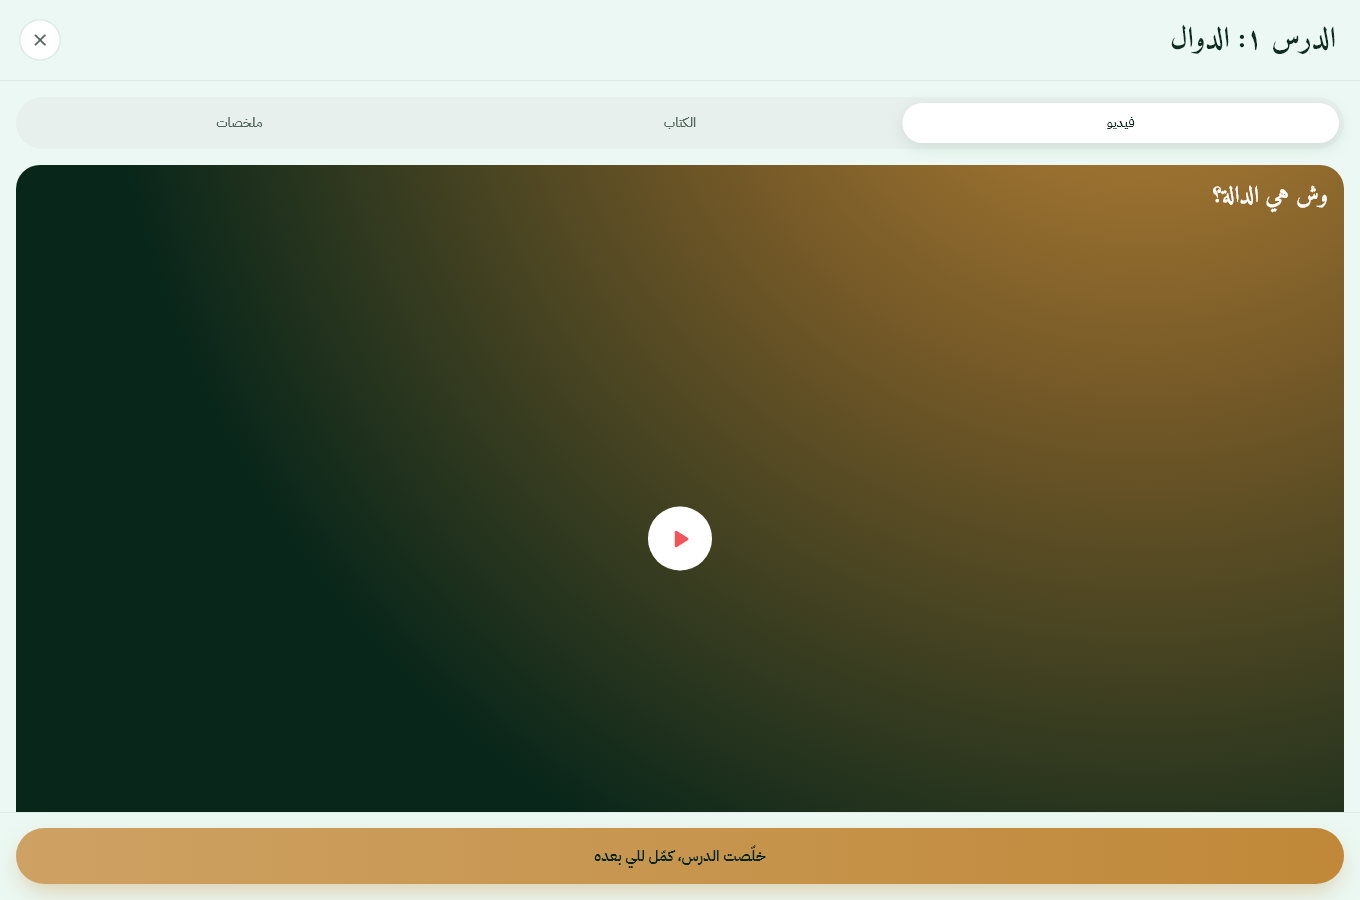 الدرس ١: الدوال
فيديو
الكتاب
ملخصات
وش هي الدالة؟
خلّصت الدرس، كمّل للي بعده